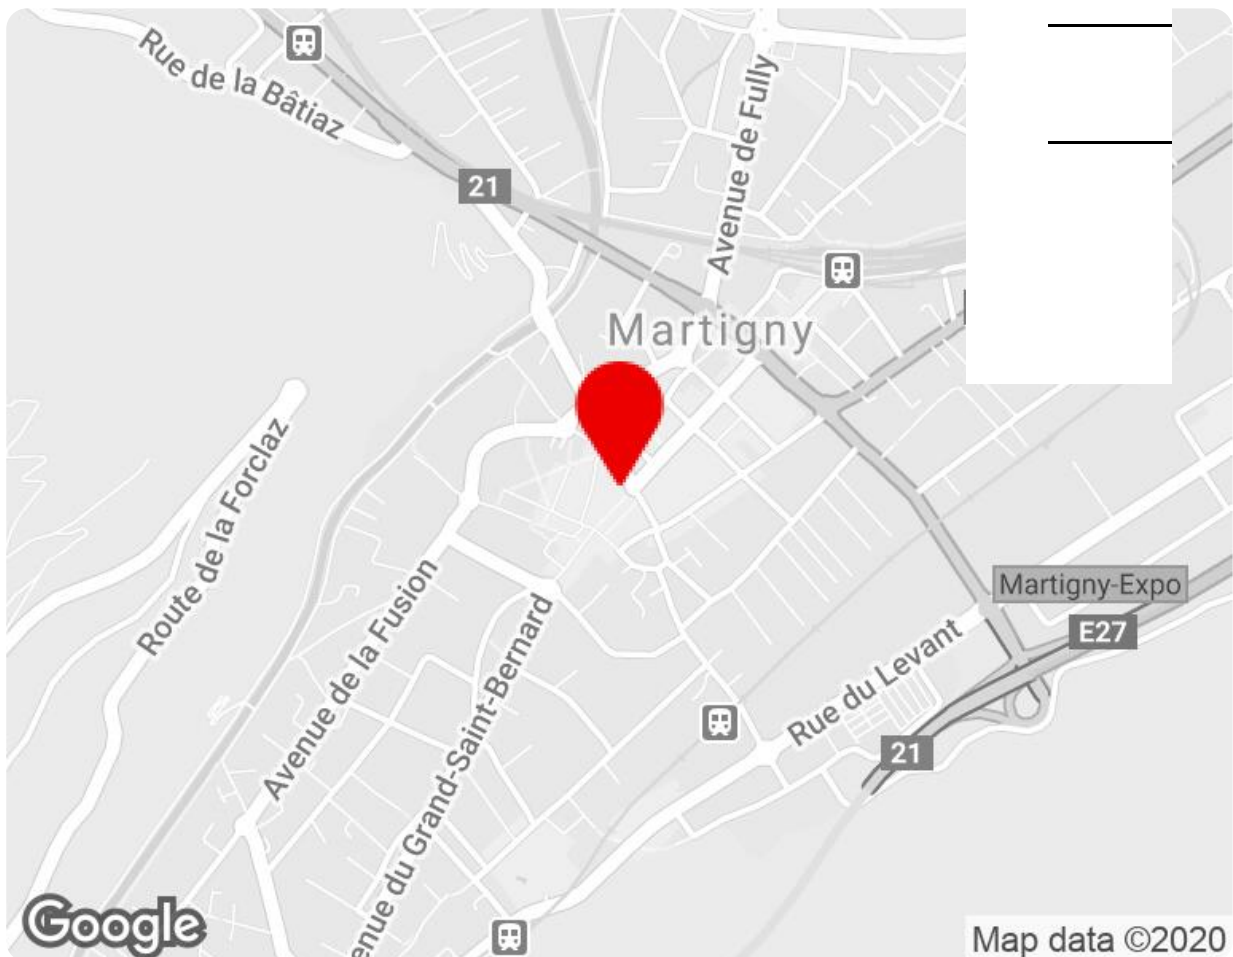 Rue de la Bâtiaz
Avenue de Fully
21
Martigny
Route de la Forclaz
Avenue de la Fusion
enue du Grand-Saint-Bernard
Martigny-Expo
E27
Rue du Levant
21
Google
Map data ©2020